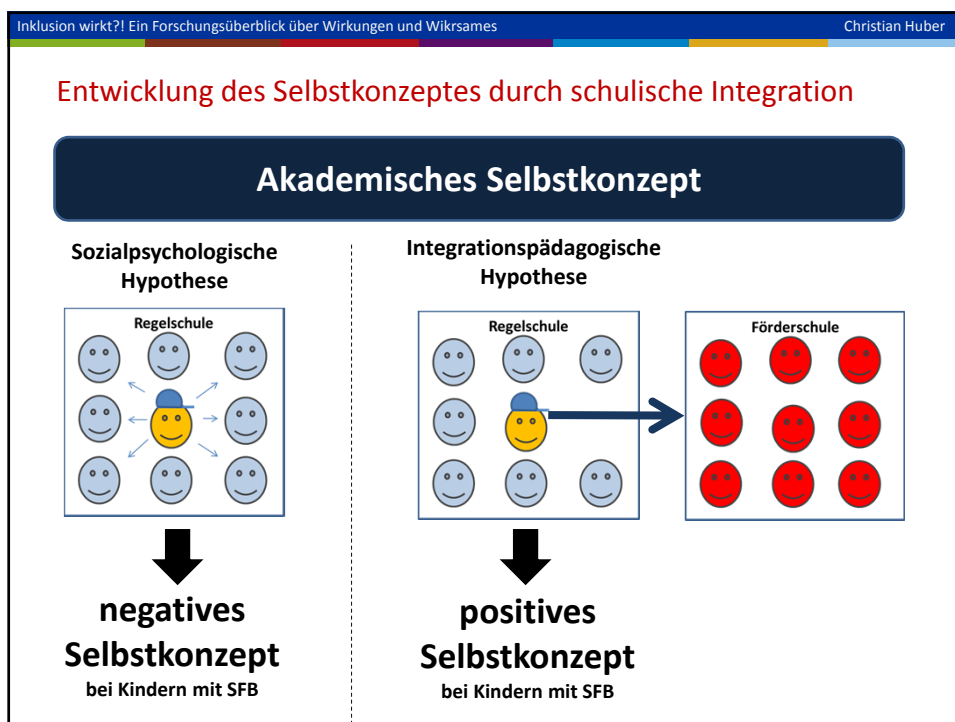 Inklusion wirkt?! Ein Forschungsüberblick über Wirkungen und Wikrsames
Christian Huber
Entwicklung des Selbstkonzeptes durch schulische Integration
Akademisches Selbstkonzept
Sozialpsychologische
Hypothese
Regelschule
negatives
Selbstkonzept
bei Kindern mit SFB
Integrationspädagogische
Hypothese
Regelschule
Förderschule
positives
Selbstkonzept
bei Kindern mit SFB